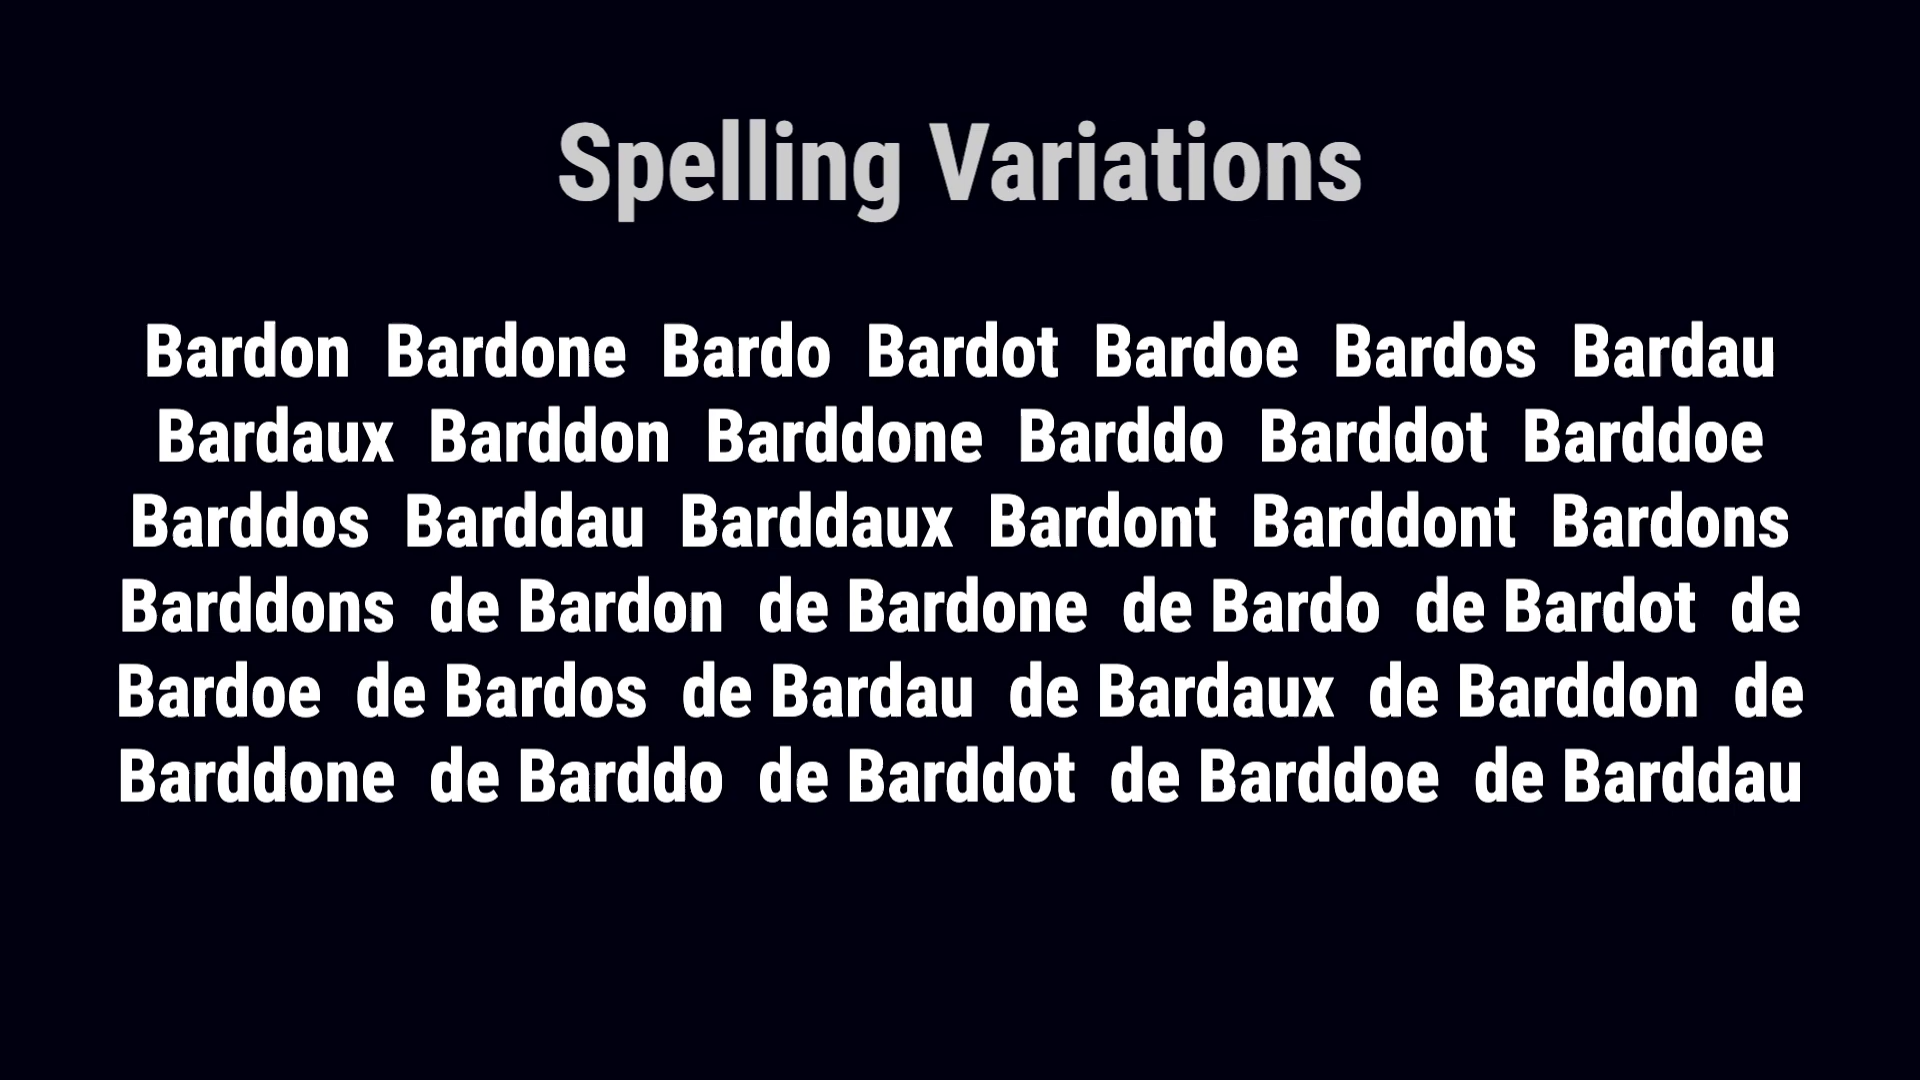 Spelling Variations
Bardon Bardone Bardo Bardot Bardoe Bardos Bardau
Bardaux Barddon Barddone Barddo Barddot Barddoe
Barddos Barddau Barddaux Bardont Barddont Bardons
Barddons de Bardon de Bardone de Bardo de Bardot de
Bardoe de Bardos de Bardau de Bardaux de Barddon de
Barddone de Barddo de Barddot de Barddoe de Barddau